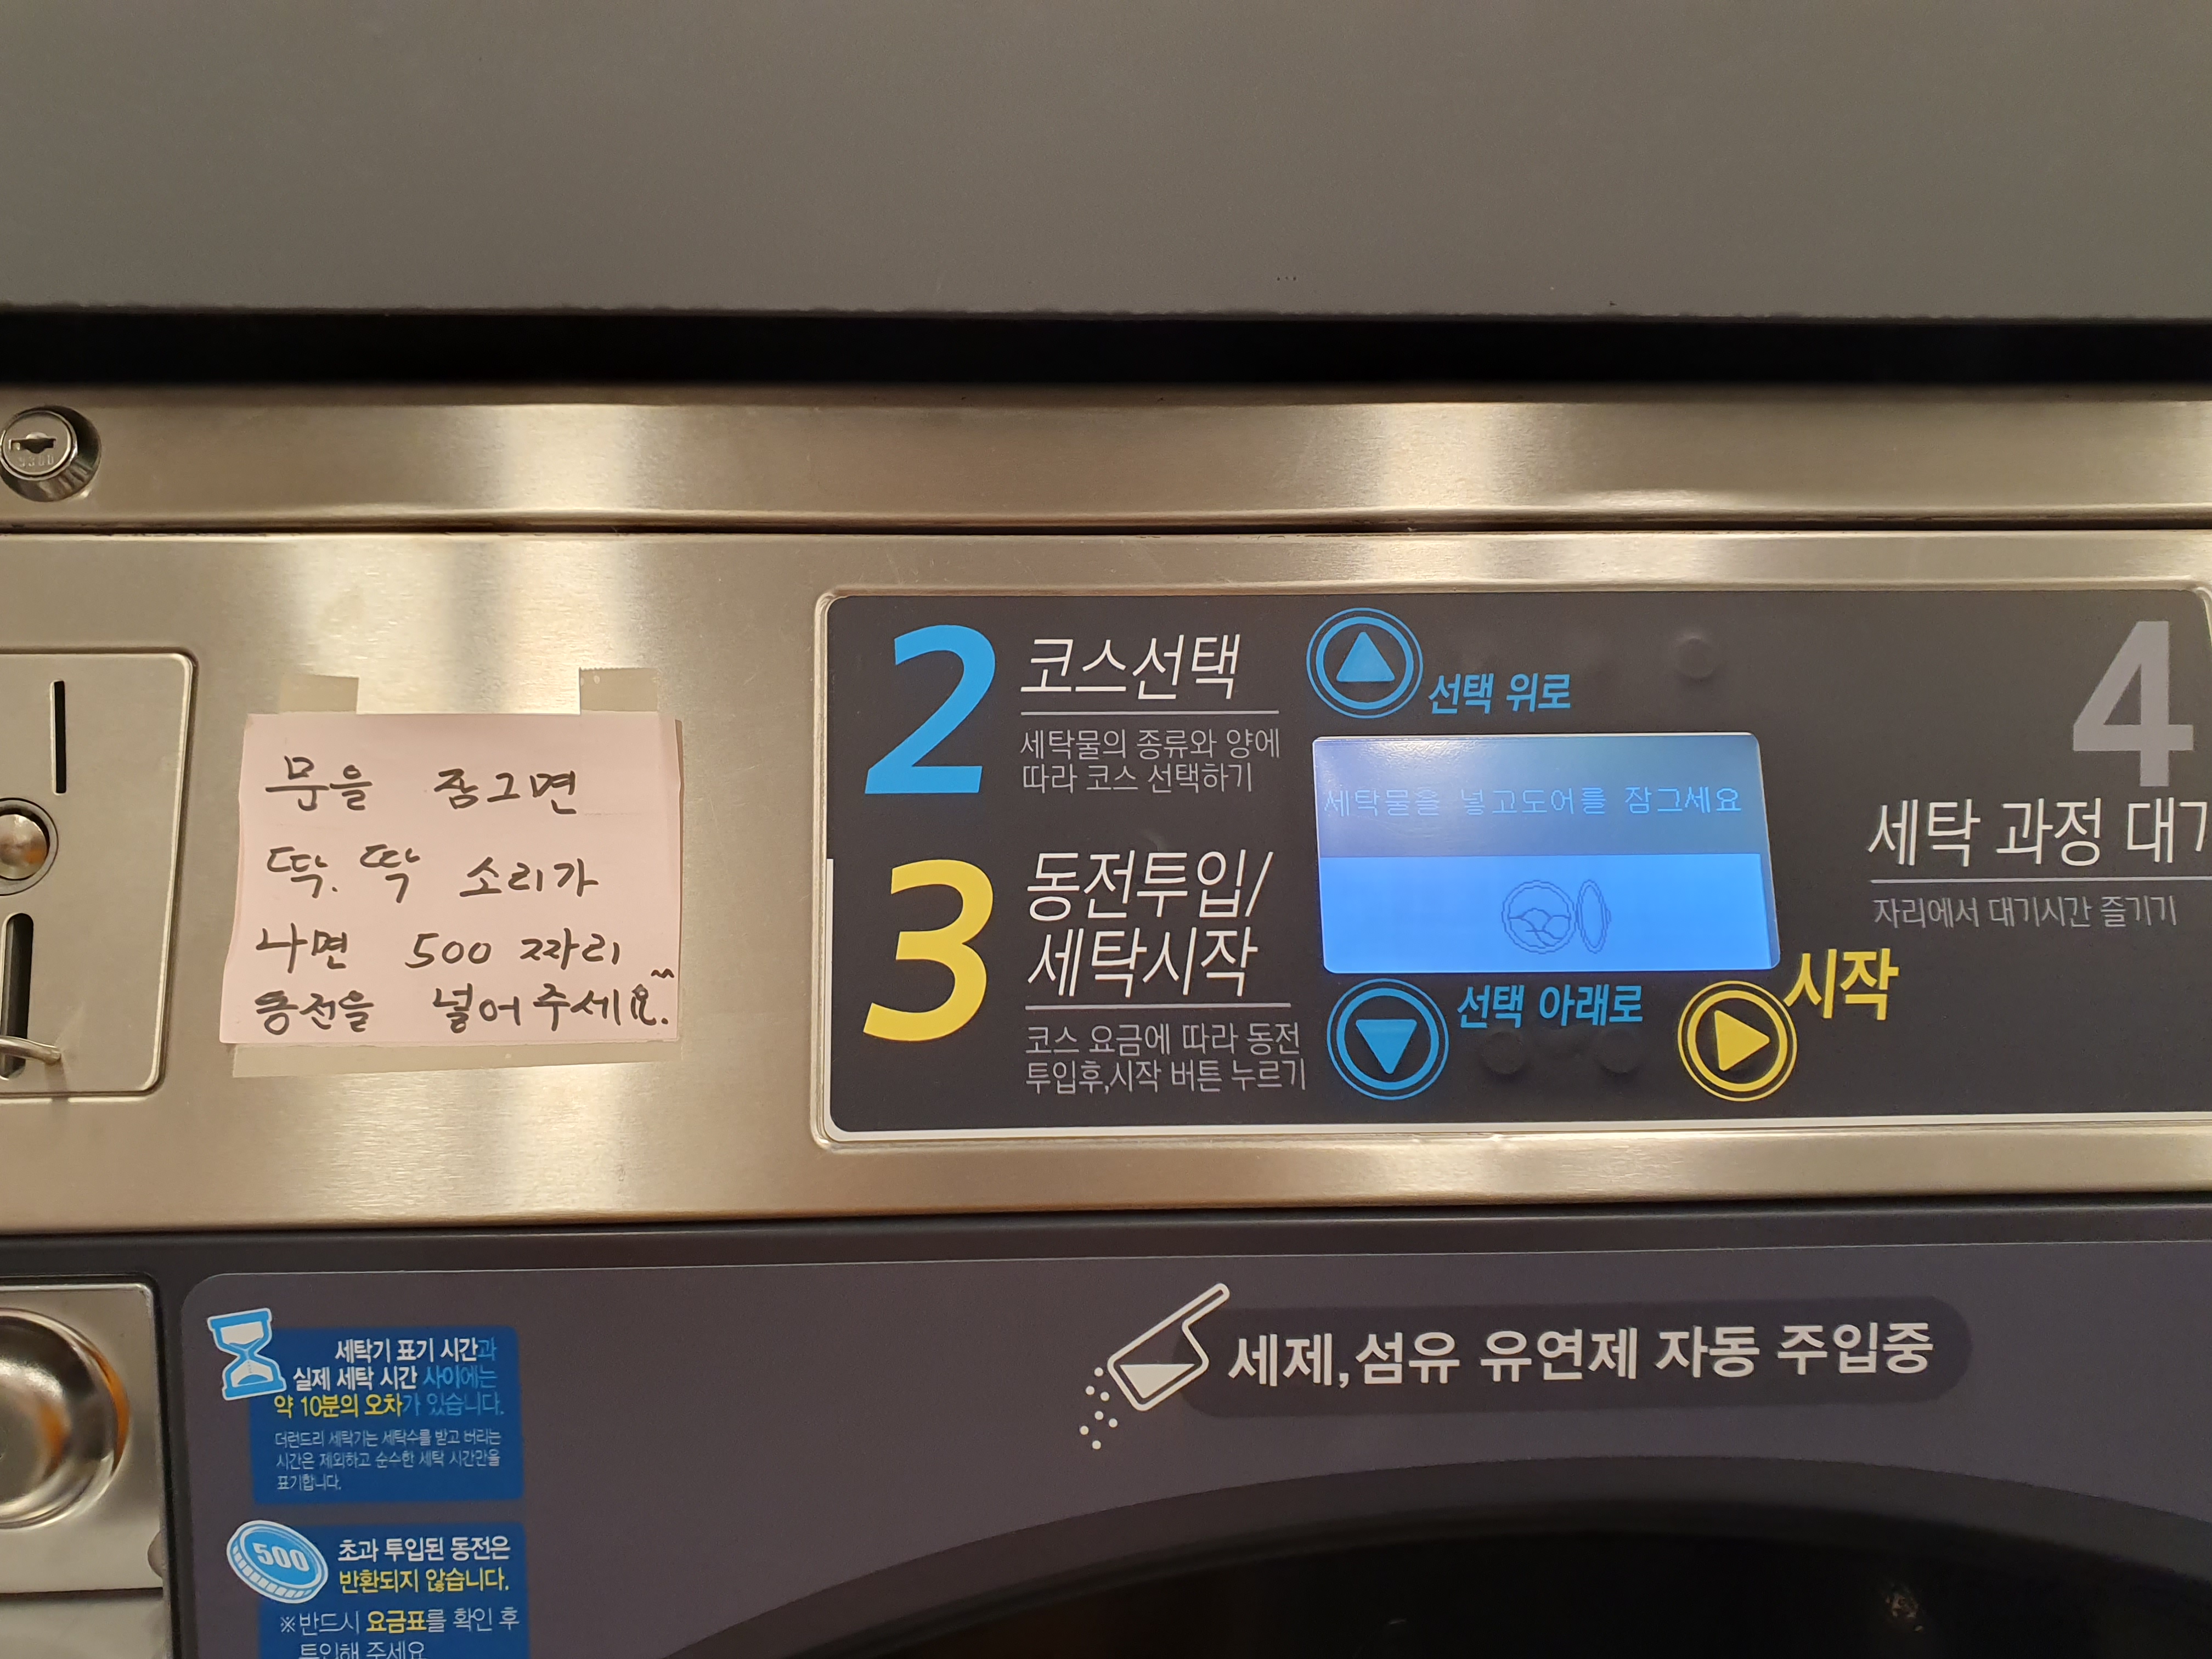 문을 잠그면
딱. 딱 소리가
나면 500 짜리
동전을 넣어 주세요.
2
코스선택
세탁물의 종류와 양에
따라 코스 선택하기
3
동전투입/
세탁시작
코스 요금에 따라 동전
투입후,시작 버튼 누르기
선택 위로
세탁물을 넣고도어를 잠그세요
선택 아래로
시작
4
세탁 과정 대기
자리에서 대기시간 즐기기
세제,섬유 유연제 자동 주입중
세탁기 표기 시간과
실제 세탁 시간 사이에는
약 10분의 오차가 있습니다.
더런드리 세탁기는 세탁수를 받고 버리는
시간은 제외하고 순수한 세탁 시간만을
표기합니다.
500
초과 투입된 동전은
반환되지 않습니다.
※반드시 요금표를 확인 후
투입해 주세요